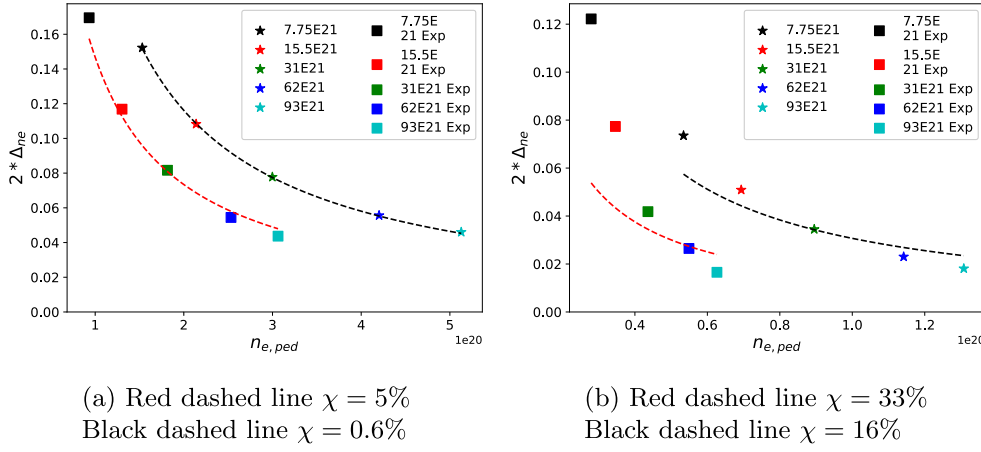 7.75E21
15.5E21
31E21
62E21
93E21
7.75E
21 Exp
15.5E
21 Exp
31E21 Exp
62E21 Exp
93E21 Exp
0.16
0.14
0.12
0.10
0.08
0.06
0.04
0.02
0.00
2 * Δne
1
2
3
4
5
1e20
ne, ped
7.75E21
15.5E21
31E21
62E21
93E21
7.75E
21 Exp
15.5E
21 Exp
31E21 Exp
62E21 Exp
93E21 Exp
0.12
0.10
0.08
0.06
0.04
0.02
0.00
2 * Δne
0.4
0.6
0.8
1.0
1.2
1e20
ne, ped
(a) Red dashed line χ = 5%
Black dashed line χ = 0.6%
(b) Red dashed line χ = 33%
Black dashed line χ = 16%